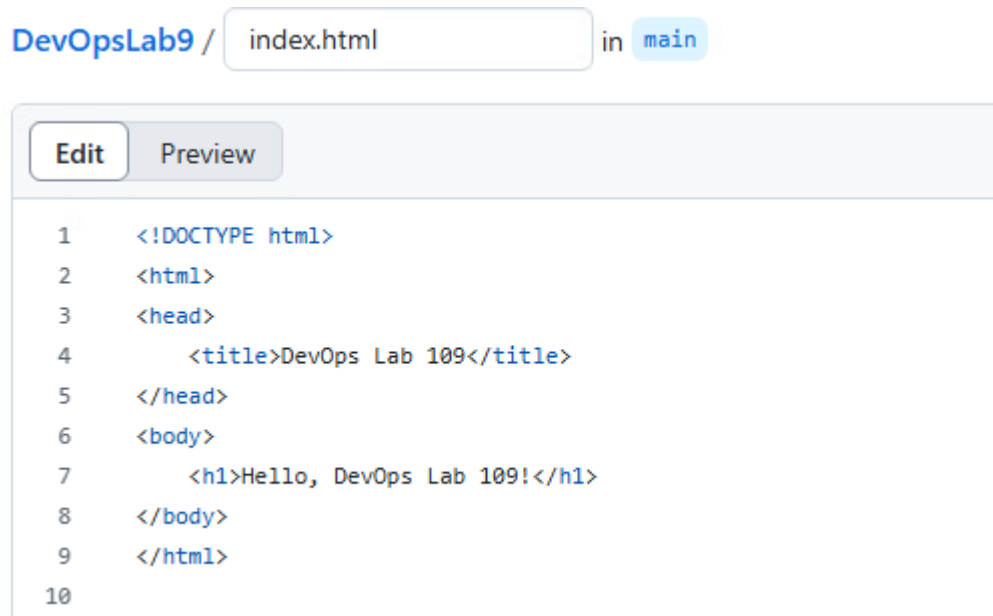 DevOpsLab9 / index.html in main
Edit Preview
1 <!DOCTYPE html>
2 <html>
3 <head>
4     <title>DevOps Lab 109</title>
5 </head>
6 <body>
7     <h1>Hello, DevOps Lab 109!</h1>
8 </body>
9 </html>
10